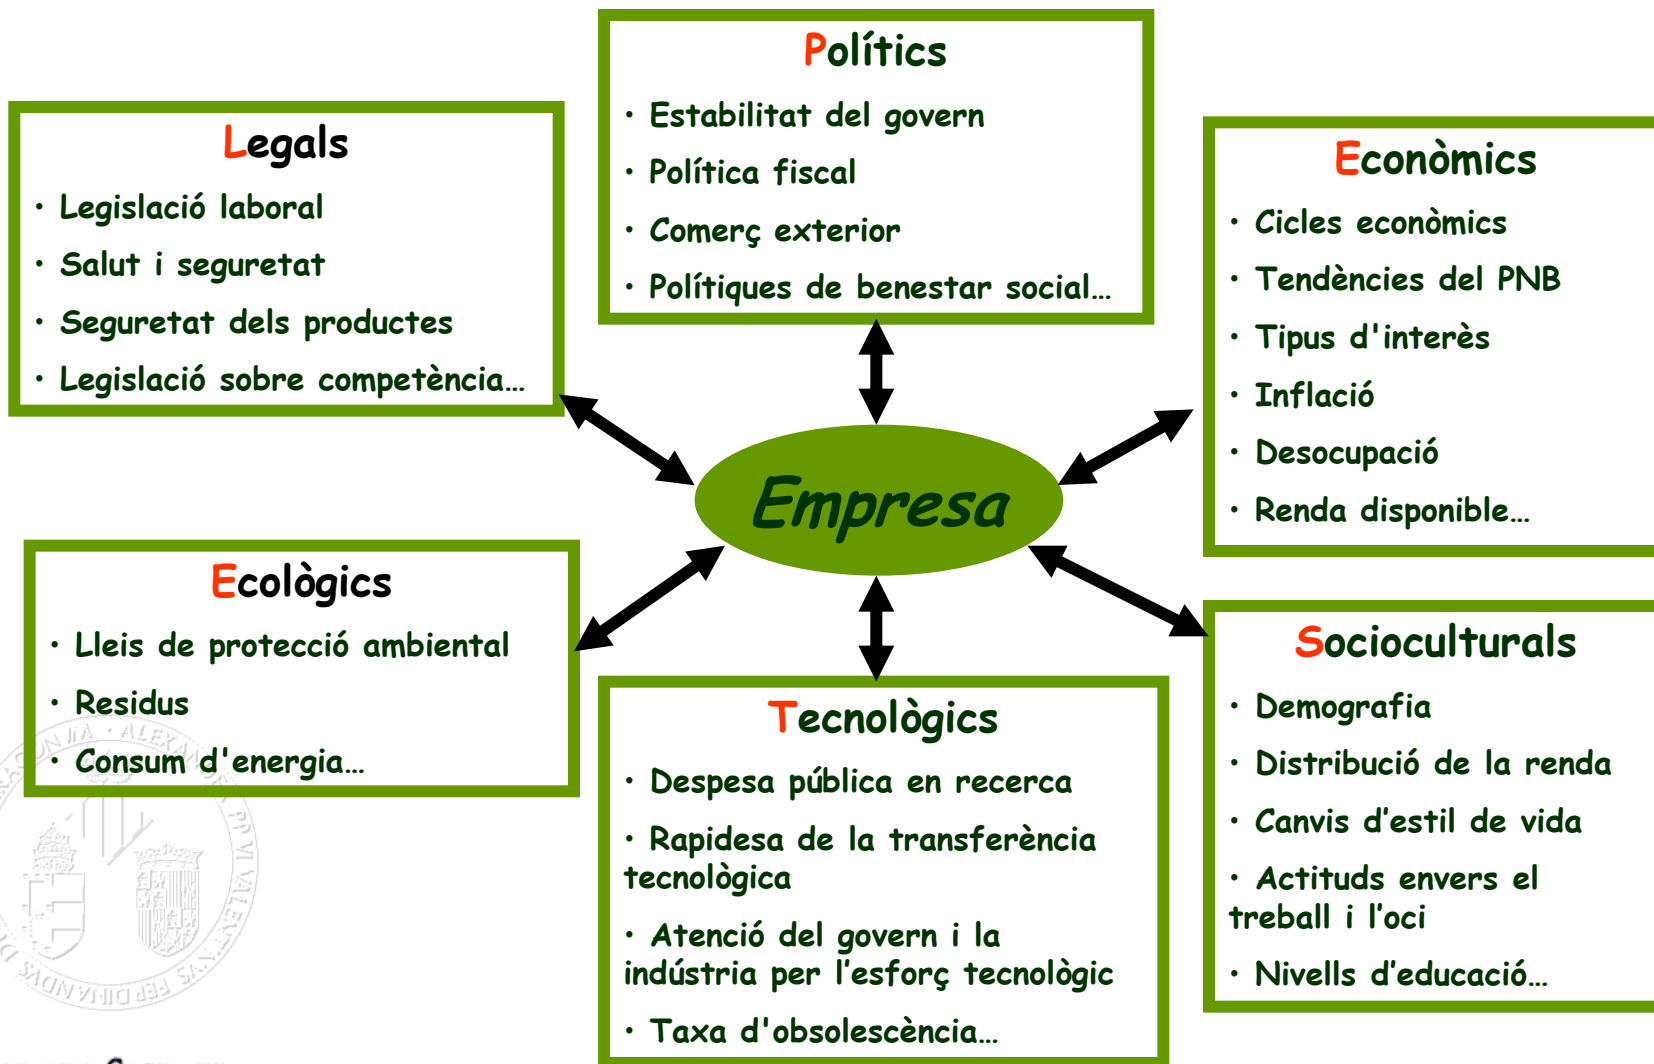 Polítics
• Estabilitat del govern
• Política fiscal
• Comerç exterior
• Polítiques de benestar social…
Legals
• Legislació laboral
• Salut i seguretat
• Seguretat dels productes
• Legislació sobre competència…
Econòmics
• Cicles econòmics
• Tendències del PNB
• Tipus d'interès
• Inflació
• Desocupació
• Renda disponible…
Empresa
Ecològics
• Lleis de protecció ambiental
• Residus
• Consum d'energia…
Tecnològics
• Despesa pública en recerca
• Rapidesa de la transferència
tecnològica
• Atenció del govern i la
indústria per l'esforç tecnològic
• Taxa d'obsolescència…
Socioculturals
• Demografia
• Distribució de la renda
• Canvis d’estil de vida
• Actituds envers el
treball i l’oci
• Nivells d’educació…